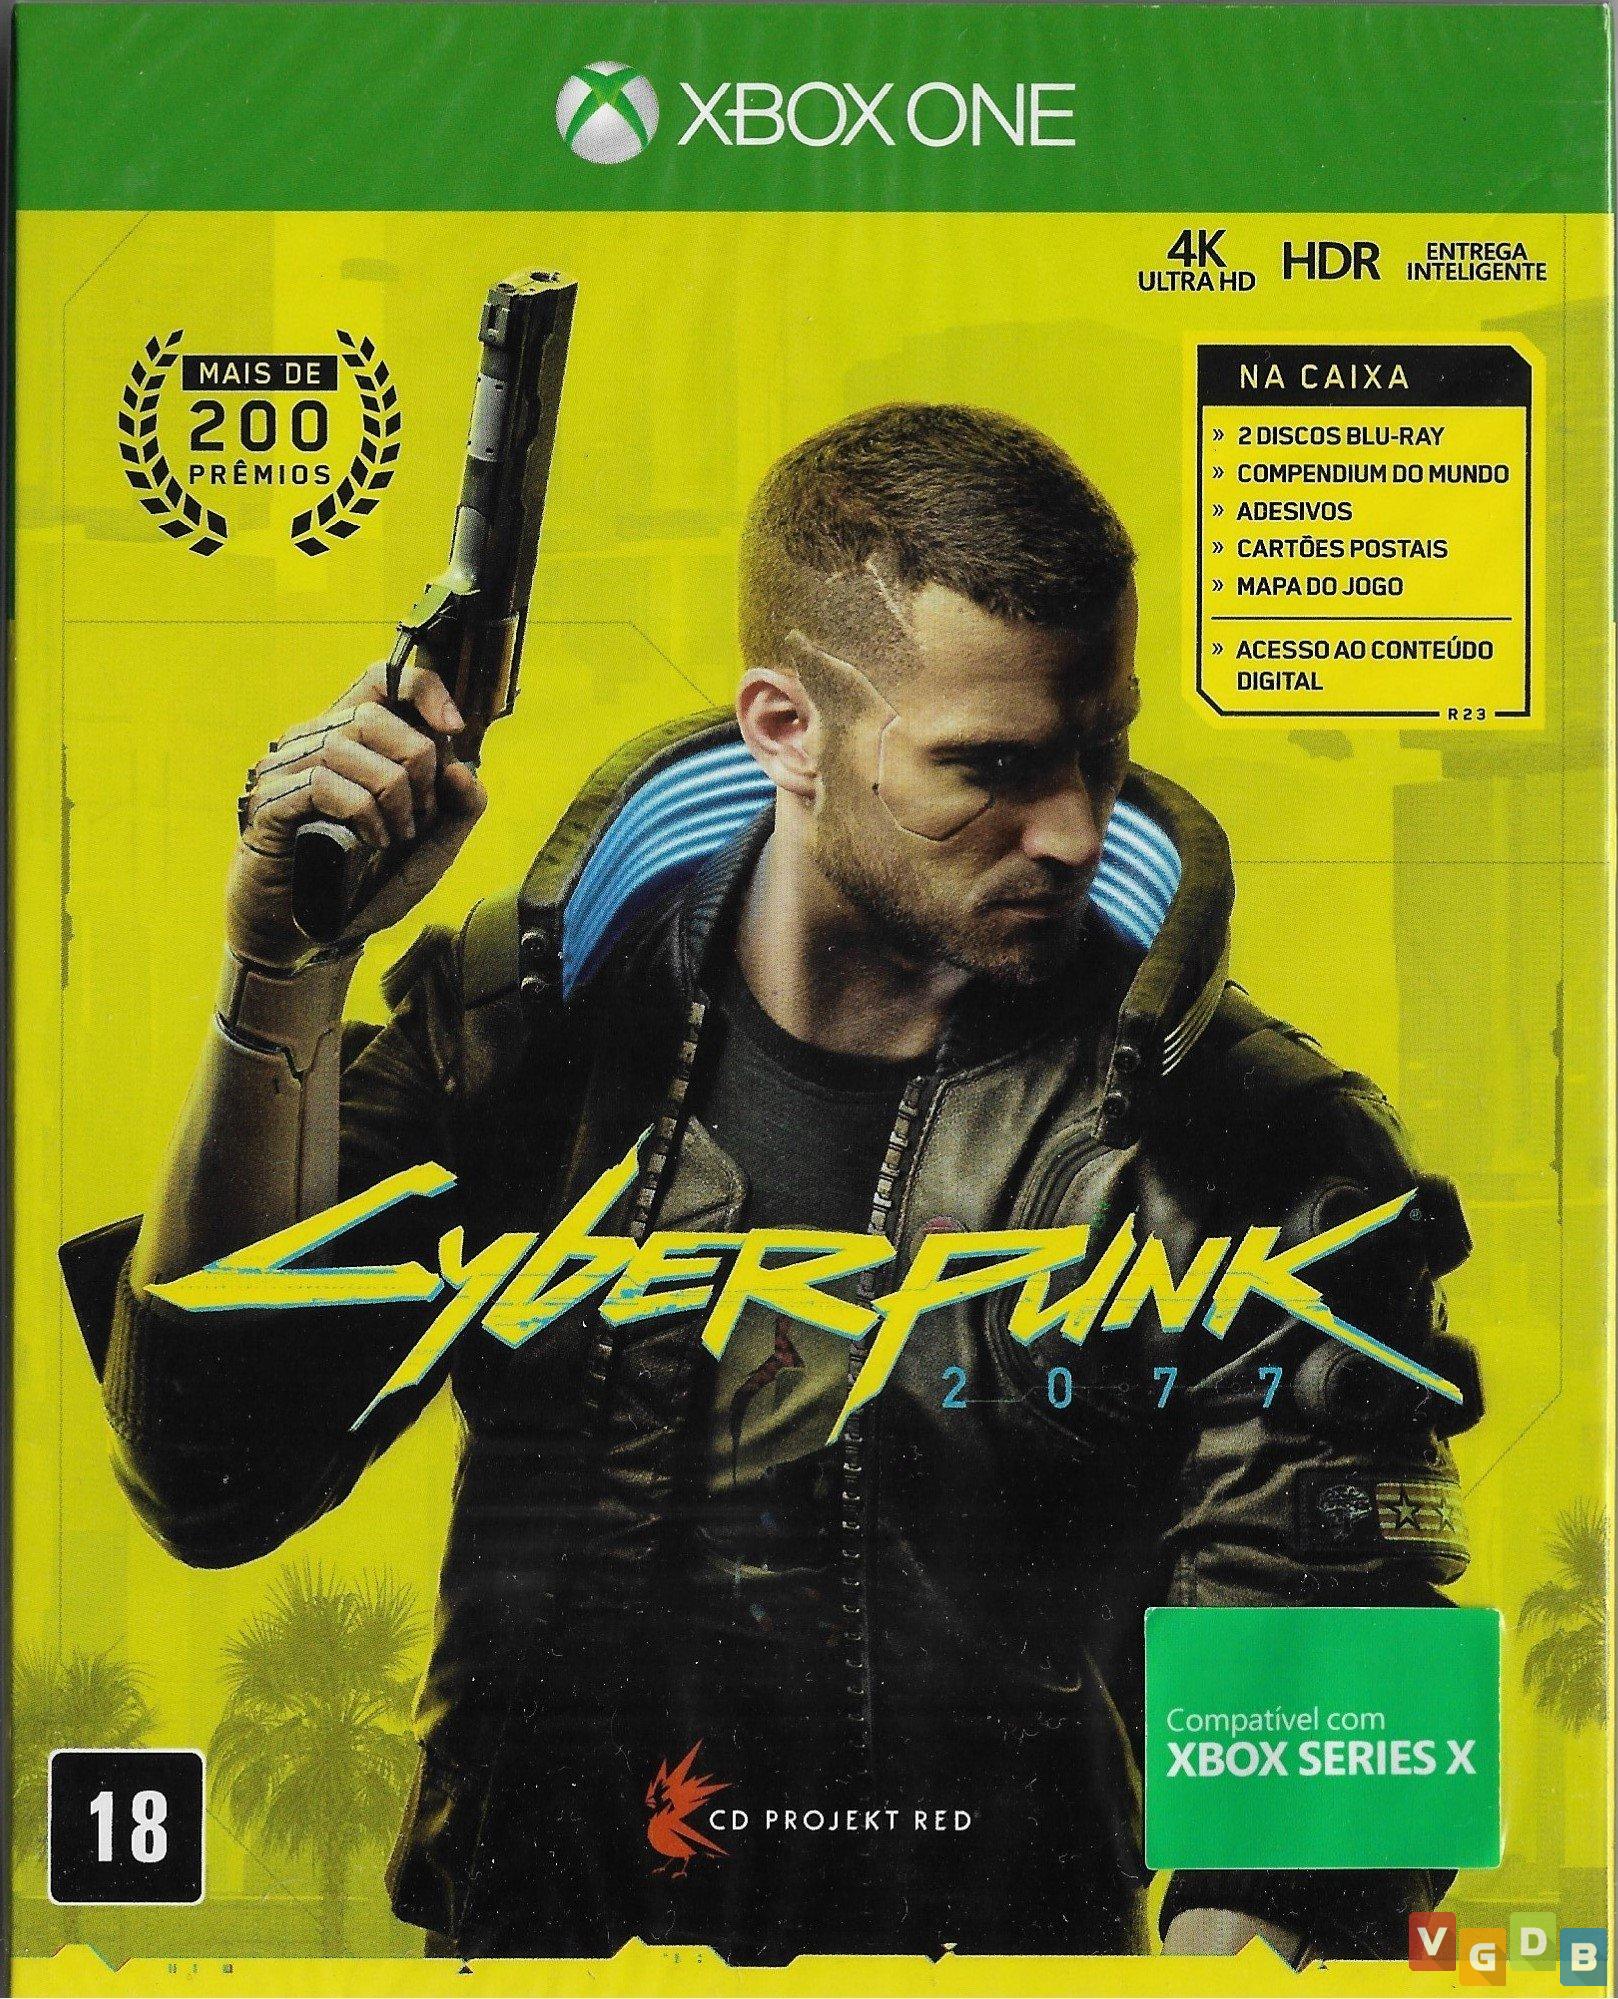 XBOX ONE
4K
ULTRA HD
HDR
ENTREGA
INTELIGENTE
MAIS DE
200
PRÊMIOS
NA CAIXA
» 2 DISCOS BLU-RAY
» COMPENDIUM DO MUNDO
» ADESIVOS
» CARTÕES POSTAIS
» MAPA DO JOGO
» ACESSO AO CONTEÚDO
DIGITAL
R23
Cyberpunk
2077
Compatível com
XBOX SERIES X
18
CD PROJEKT RED
VGDB